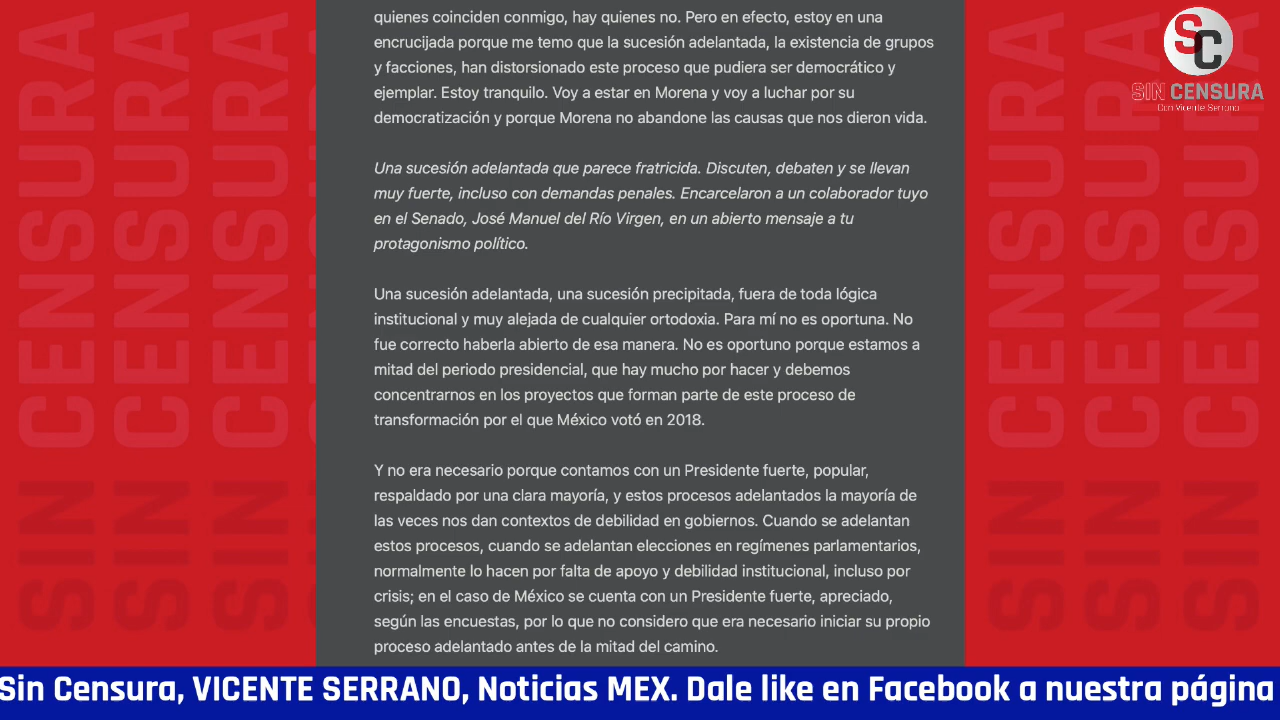 quienes coinciden conmigo, hay quienes no. Pero en efecto, estoy en una
encrucijada porque me temo que la sucesión adelantada, la existencia de grupos
y facciones, han distorsionado este proceso que pudiera ser democrático y
ejemplar. Estoy tranquilo. Voy a estar en Morena y voy a luchar por su
democratización y porque Morena no abandone las causas que nos dieron vida.
Una sucesión adelantada que parece fratricida. Discuten, debaten y se llevan
muy fuerte, incluso con demandas penales. Encarcelaron a un colaborador tuyo
en el Senado, José Manuel del Río Virgen, en un abierto mensaje a tu
protagonismo político.
Una sucesión adelantada, una sucesión precipitada, fuera de toda lógica
institucional y muy alejada de cualquier ortodoxia. Para mí no es oportuna. No
fue correcto haberla abierto de esa manera. No es oportuno porque estamos a
mitad del periodo presidencial, que hay mucho por hacer y debemos
concentrarnos en los proyectos que forman parte de este proceso de
transformación por el que México votó en 2018.
Y no era necesario porque contamos con un Presidente fuerte, popular,
respaldado por una clara mayoría, y estos procesos adelantados la mayoría de
las veces nos dan contextos de debilidad en gobiernos. Cuando se adelantan
estos procesos, cuando se adelantan elecciones en regímenes parlamentarios,
normalmente lo hacen por falta de apoyo y debilidad institucional, incluso por
crisis; en el caso de México se cuenta con un Presidente fuerte, apreciado,
según las encuestas, por lo que no considero que era necesario iniciar su propio
proceso adelantado antes de la mitad del camino.
SIN CENSURA
SIN CENSURA
SIN CENSURA
SIN CENSURA
SIN CENSURA
SIN CENSURA
SC
SIN CENSURA
Con Vicente Serrano
Sin Censura, VICENTE SERRANO, Noticias MEX. Dale like en Facebook a nuestra página